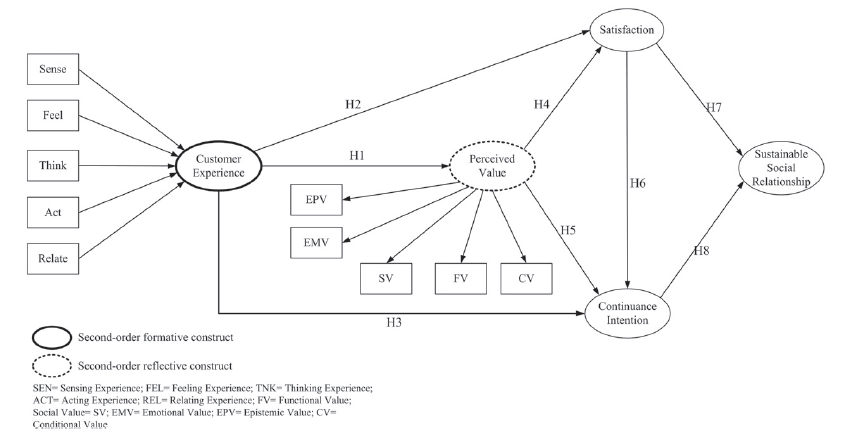 Satisfaction
Sense
Feel
Think
Act
Relate
Customer
Experience
H2
H1
H4
H7
Perceived
Value
Sustainable
Social
Relationship
EPV
EMV
SV
FV
CV
H6
H5
H8
Continuance
Intention
H3
Second-order formative construct
Second-order reflective construct
SEN= Sensing Experience; FEL= Feeling Experience; TNK= Thinking Experience;
ACT= Acting Experience; REL= Relating Experience; FV= Functional Value;
Social Value= SV; EMV= Emotional Value; EPV= Epistemic Value; CV=
Conditional Value